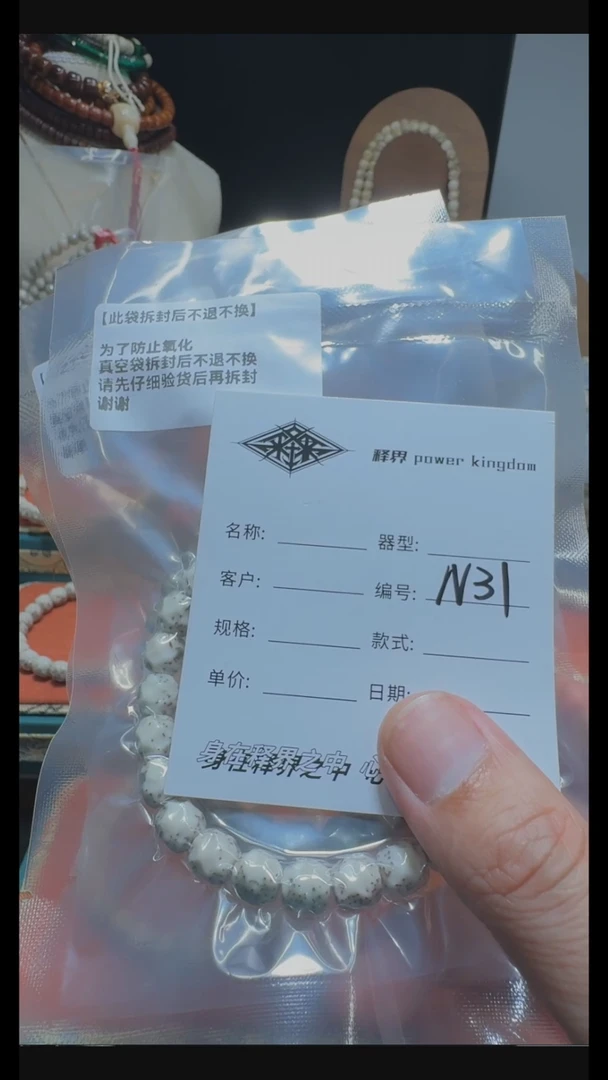 【此袋拆封后不退不换】
为了防止氧化
真空袋拆封后不退不换
请先仔细验货后再拆封
谢谢
释界 power kingdom
名称: 器型:
客户: 编号: N31
规格: 款式:
单价: 日期:
身在释界之中 心